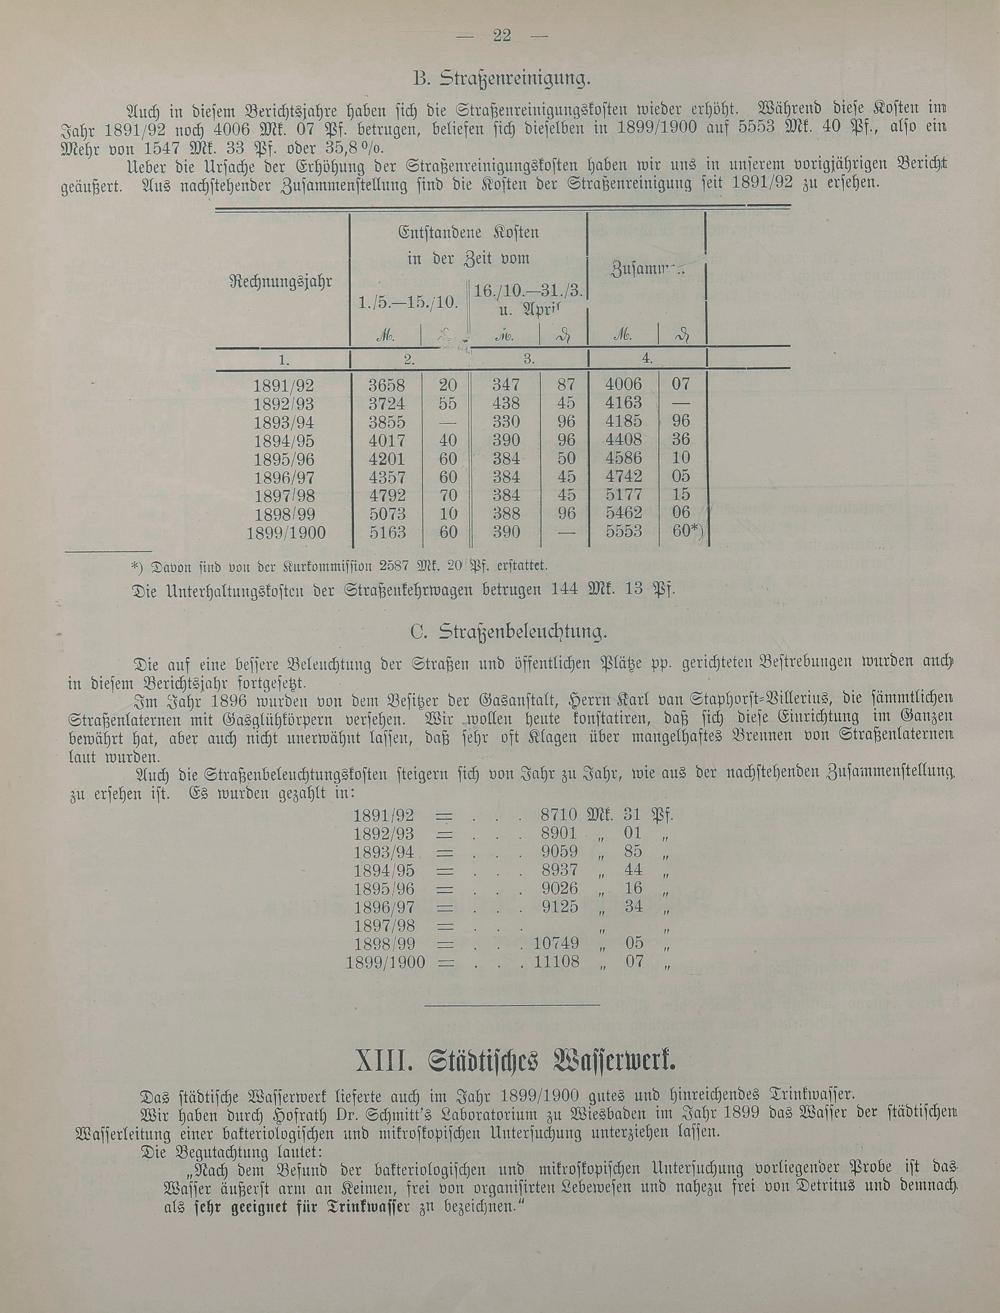 — 22 —
B. Straßenreinigung.
Auch in diesem Berichtsjahre haben sich die Straßenreinigungskosten wieder erhöht. Während diese Kosten im
Jahr 1891/92 noch 4006 Mk. 07 Pf. betrugen, beliefen sich dieselben in 1899/1900 auf 5553 Mk. 40 Pf., also ein
Mehr von 1547 Mk. 33 Pf. oder 35,8%.
Ueber die Ursache der Erhöhung der Straßenreinigungskosten haben wir uns in unserem vorigjährigen Bericht
geäußert. Aus nachstehender Zusammenstellung sind die Kosten der Straßenreinigung seit 1891/92 zu ersehen.
Rechnungsjahr
Entstandene Kosten
in der Zeit vom
1./5.—15./10.
16./10.—31./3.
u. April
M. M. ₰
M. ₰
1. 2. 3. 4.
1891/92 3658 20 347 87 4006 07
1892/93 3724 55 438 45 4163 —
1893/94 3855 — 330 96 4185 96
1894/95 4017 40 390 96 4408 36
1895/96 4201 60 384 50 4586 10
1896/97 4357 60 384 45 4742 05
1897/98 4792 70 384 45 5177 15
1898/99 5073 10 388 96 5462 06
1899/1900 5163 60 390 — 5553 60*)
*) Davon sind von der Kurkommission 2587 Mk. 20 Pf. erstattet.
Die Unterhaltungskosten der Straßenkehrwagen betrugen 144 Mk. 13 Pf.
C. Straßenbeleuchtung.
Die auf eine bessere Beleuchtung der Straßen und öffentlichen Plätze pp. gerichteten Bestrebungen wurden auch
in diesem Berichtsjahr fortgesetzt.
Im Jahr 1896 wurden von dem Besitzer der Gasanstalt, Herrn Karl van Staphorst-Villerius, die sämmtlichen
Straßenlaternen mit Gasglühkörpern versehen. Wir wollen heute konstatiren, daß sich diese Einrichtung im Ganzen
bewährt hat, aber auch nicht unerwähnt lassen, daß sehr oft Klagen über mangelhaftes Brennen von Straßenlaternen
laut wurden.
Auch die Straßenbeleuchtungskosten steigern sich von Jahr zu Jahr, wie aus der nachstehenden Zusammenstellung,
zu ersehen ist. Es wurden gezahlt in:
1891/92 = . . . 8710 Mk. 31 Pf.
1892/93 = . . . 8901 „ 01 „
1893/94 = . . . 9059 „ 85 „
1894/95 = . . . 8937 „ 44 „
1895/96 = . . . 9026 „ 16 „
1896/97 = . . . 9125 „ 34 „
1897/98 = . . . „ „
1898/99 = . . . 10749 „ 05 „
1899/1900 = . . . 11108 „ 07 „
XIII. Städtisches Wasserwerk.
Das städtische Wasserwerk lieferte auch im Jahr 1899/1900 gutes und hinreichendes Trinkwasser.
Wir haben durch Hofrath Dr. Schmitt's Laboratorium zu Wiesbaden im Jahr 1899 das Wasser der städtischen
Wasserleitung einer bakteriologischen und mikroskopischen Untersuchung unterziehen lassen.
Die Begutachtung lautet:
„Nach dem Befund der bakteriologischen und mikroskopischen Untersuchung vorliegender Probe ist das
Wasser äußerst arm an Keimen, frei von organisirten Lebewesen und nahezu frei von Detritus und demnach
als sehr geeignet für Trinkwasser zu bezeichnen.“